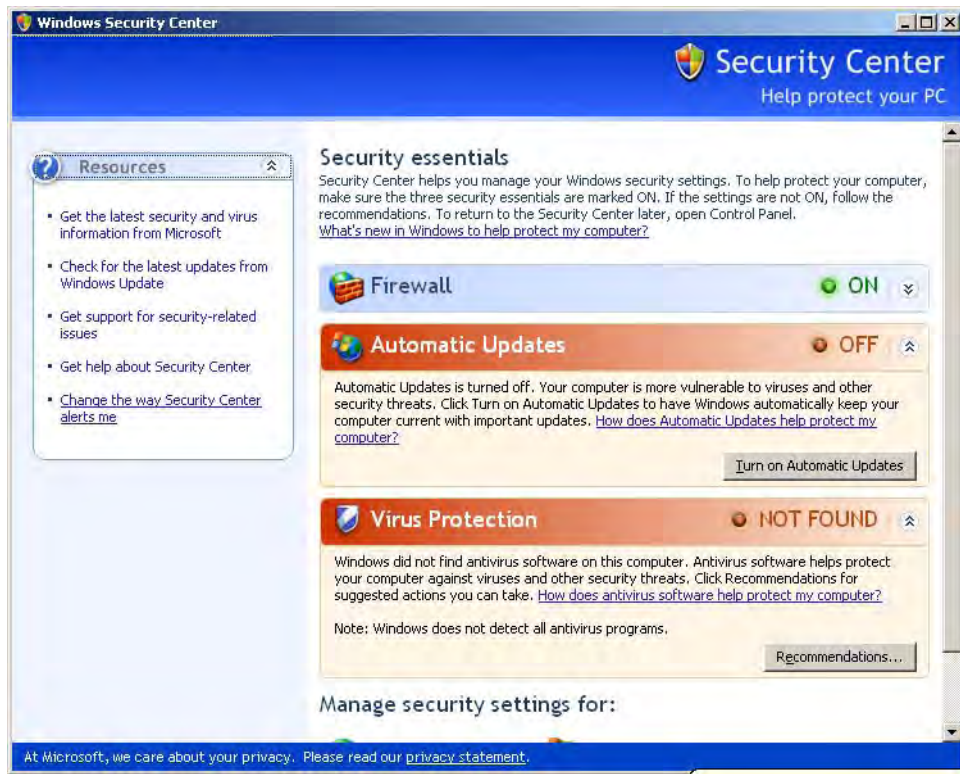 Windows Security Center
Security Center
Help protect your PC
Resources
Get the latest security and virus
information from Microsoft
Check for the latest updates from
Windows Update
Get support for security-related
issues
Get help about Security Center
Change the way Security Center
alerts me
Security essentials
Security Center helps you manage your Windows security settings. To help protect your computer,
make sure the three security essentials are marked ON. If the settings are not ON, follow the
recommendations. To return to the Security Center later, open Control Panel.
What's new in Windows to help protect my computer?
Firewall ON
Automatic Updates OFF
Automatic Updates is turned off. Your computer is more vulnerable to viruses and other
security threats. Click Turn on Automatic Updates to have Windows automatically keep your
computer current with important updates. How does Automatic Updates help protect my
computer?
Turn on Automatic Updates
Virus Protection NOT FOUND
Windows did not find antivirus software on this computer. Antivirus software helps protect
your computer against viruses and other security threats. Click Recommendations for
suggested actions you can take. How does antivirus software help protect my computer?
Note: Windows does not detect all antivirus programs.
Recommendations...
Manage security settings for:
At Microsoft, we care about your privacy. Please read our privacy statement.